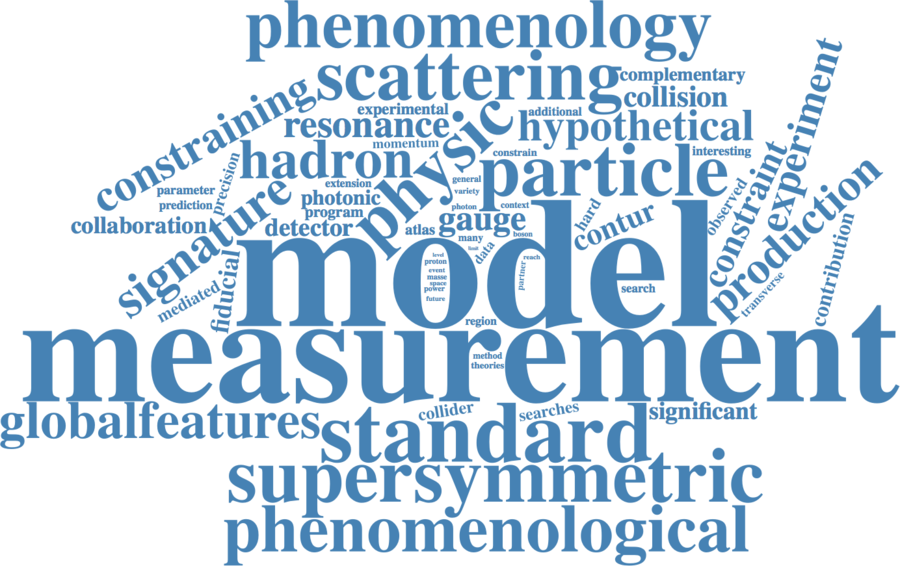 phenomenology
scattering
complementary
collision
constraining
experimental
additional
resonance
hypothetical
experiment
momentum
physic
hadron
constrain
interesting
particle
precision
extension
general
parameter
variety
constraint
prediction
photonic
signature
photon
context
program
observed
production
hard
collaboration
detector
atlas
gauge
contur
many
boson
limit
data
contribution
model
level
proton
event
masse
space
power
future
reach
partner
search
transverse
mediated
fiducial
region
measurement
method
theories
globalfeatures
collider
searches
significant
standard
supersymmetric
phenomenological